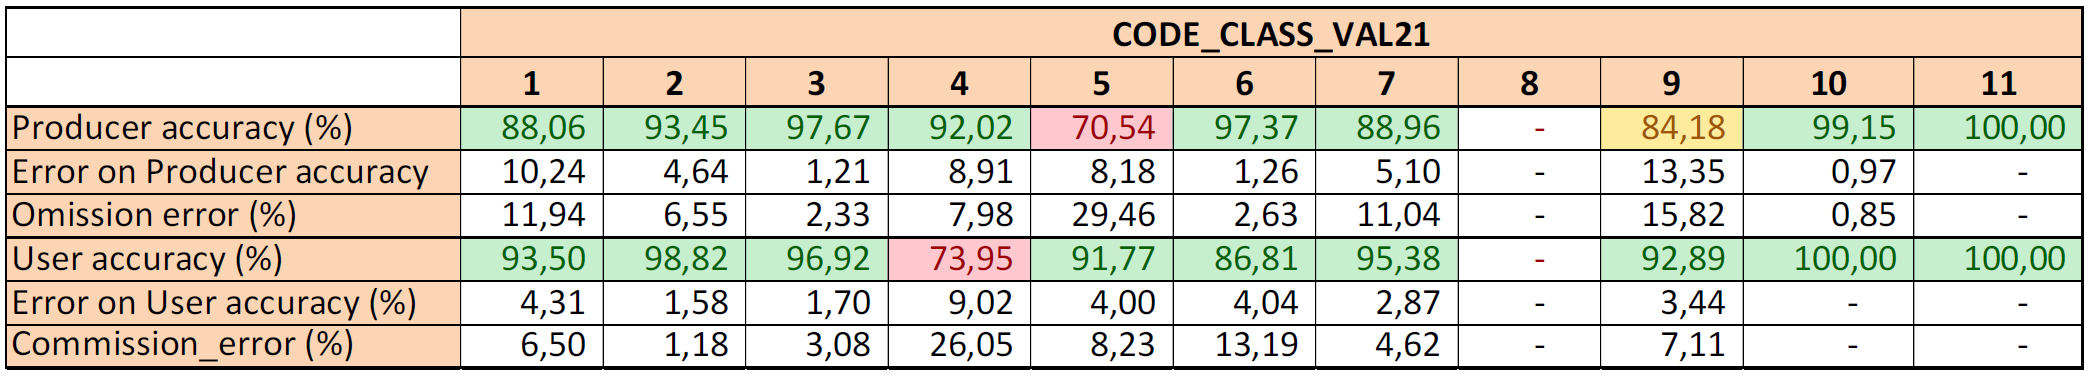 CODE_CLASS_VAL21
1 2 3 4 5 6 7 8 9 10 11
Producer accuracy (%) 88,06 93,45 97,67 92,02 70,54 97,37 88,96 - 84,18 99,15 100,00
Error on Producer accuracy 10,24 4,64 1,21 8,91 8,18 1,26 5,10 - 13,35 0,97 -
Omission error (%) 11,94 6,55 2,33 7,98 29,46 2,63 11,04 - 15,82 0,85 -
User accuracy (%) 93,50 98,82 96,92 73,95 91,77 86,81 95,38 - 92,89 100,00 100,00
Error on User accuracy (%) 4,31 1,58 1,70 9,02 4,00 4,04 2,87 - 3,44 - -
Commission_error (%) 6,50 1,18 3,08 26,05 8,23 13,19 4,62 - 7,11 - -